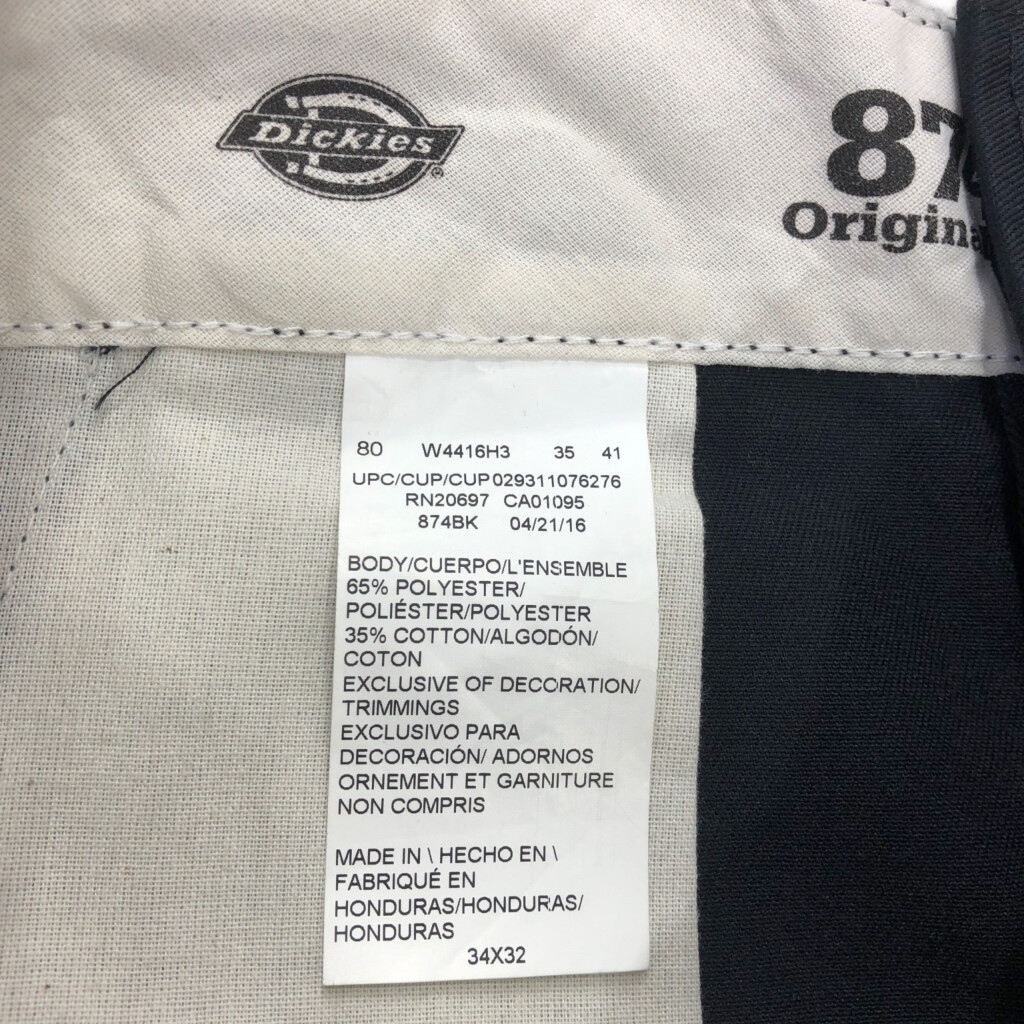 Dickies®
87
Original
80 W4416H3 35 41
UPC/CUP/CUP 029311076276
RN20697 CA01095
874BK 04/21/16
BODY/CUERPO/L'ENSEMBLE
65% POLYESTER/
POLIÉSTER/POLYESTER
35% COTTON/ALGODÓN/
COTON
EXCLUSIVE OF DECORATION/
TRIMMINGS
EXCLUSIVO PARA
DECORACIÓN/ ADORNOS
ORNEMENT ET GARNITURE
NON COMPRIS
MADE IN \ HECHO EN \
FABRIQUÉ EN
HONDURAS/HONDURAS/
HONDURAS
34X32